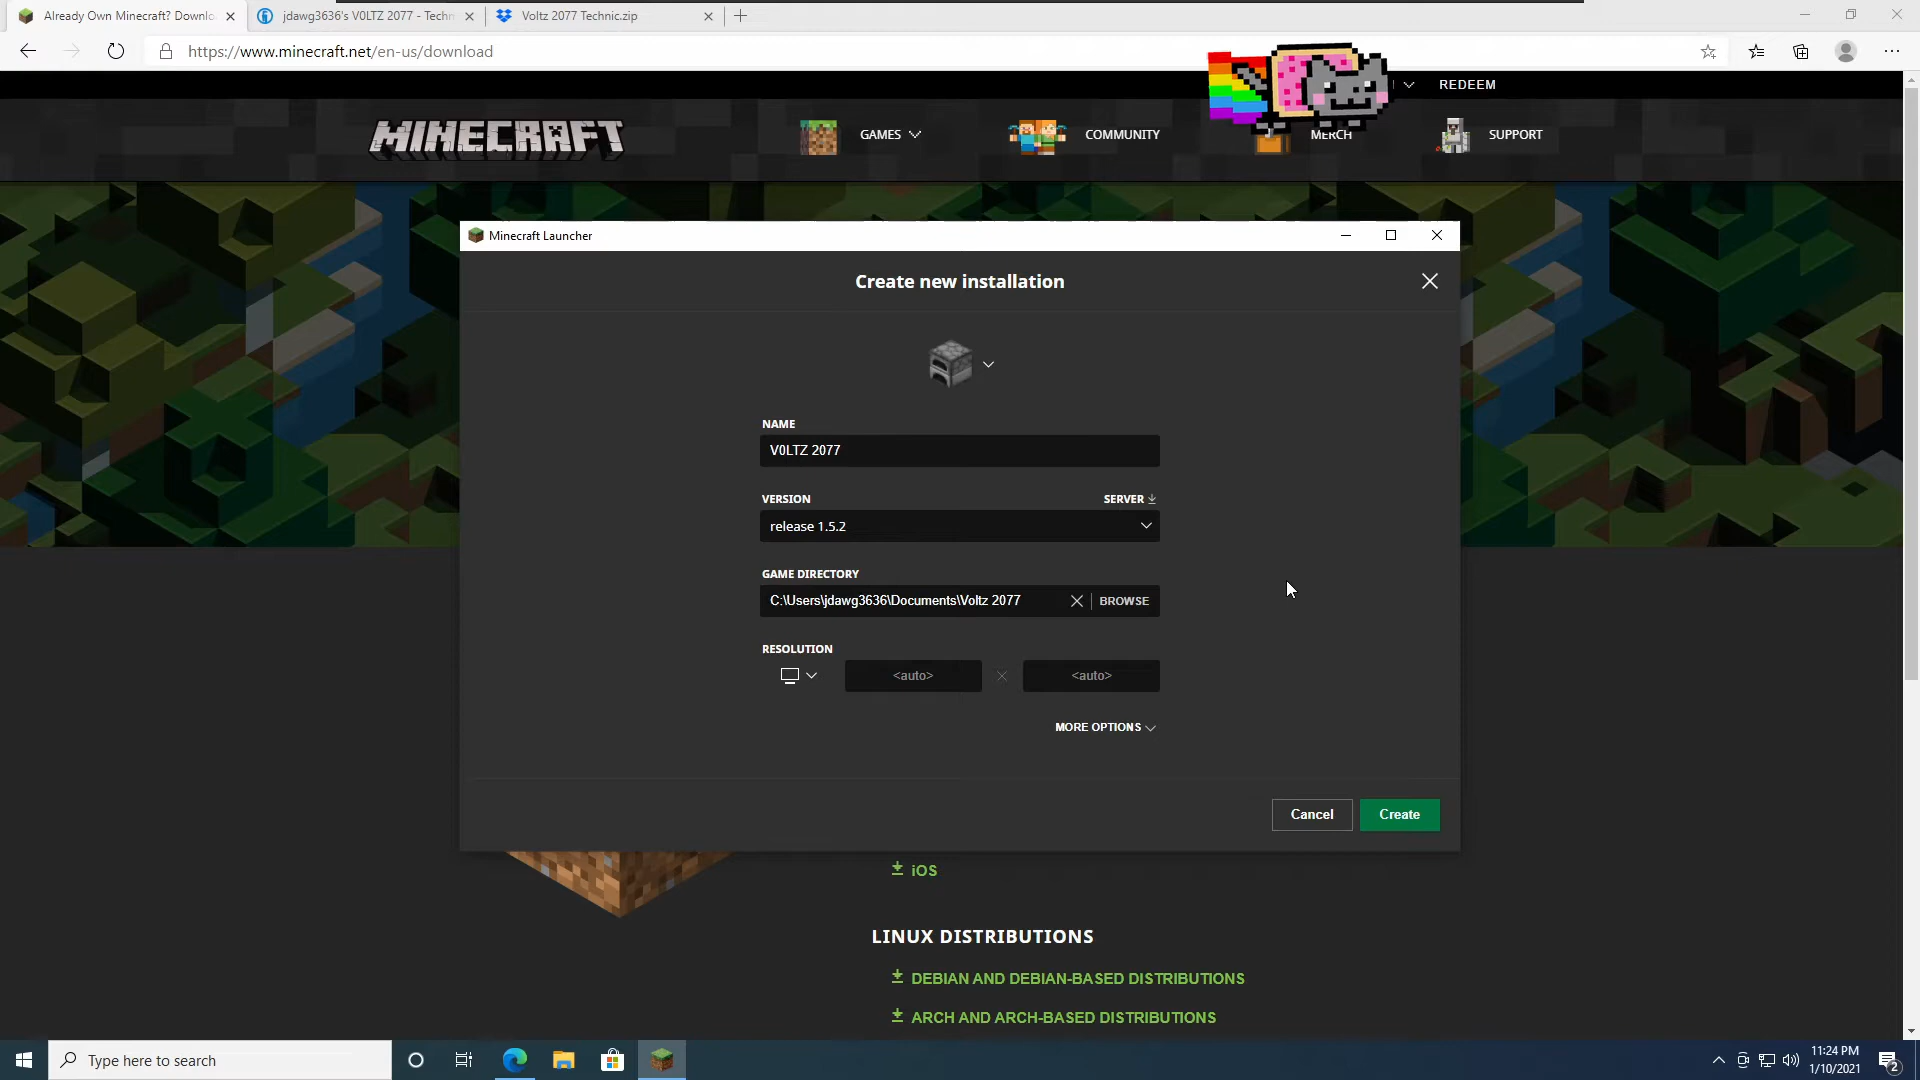 Already Own Minecraft? Downlo
jdawg3636's V0LTZ 2077 - Techn
Voltz 2077 Technic.zip
https://www.minecraft.net/en-us/download
REDEEM
MINECRAFT
GAMES
COMMUNITY
MERCH
SUPPORT
Minecraft Launcher
Create new installation
NAME
V0LTZ 2077
VERSION
SERVER
release 1.5.2
GAME DIRECTORY
C:\Users\jdawg3636\Documents\Voltz 2077
BROWSE
RESOLUTION
<auto>
<auto>
MORE OPTIONS
Cancel
Create
iOS
LINUX DISTRIBUTIONS
DEBIAN AND DEBIAN-BASED DISTRIBUTIONS
ARCH AND ARCH-BASED DISTRIBUTIONS
Type here to search
11:24 PM
1/10/2021
2